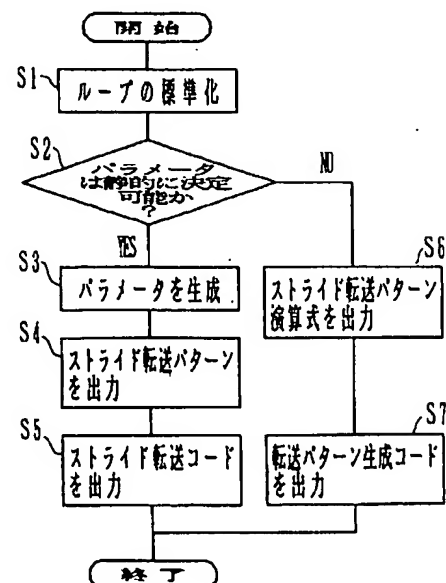 開始
S1
ループの標準化
S2
パラメータ
は静的に決定
可能か
?
NO
YES
S3
パラメータを生成
S4
ストライド転送パターン
を出力
S5
ストライド転送コード
を出力
S6
ストライド転送パターン
演算式を出力
S7
転送パターン生成コード
を出力
終了